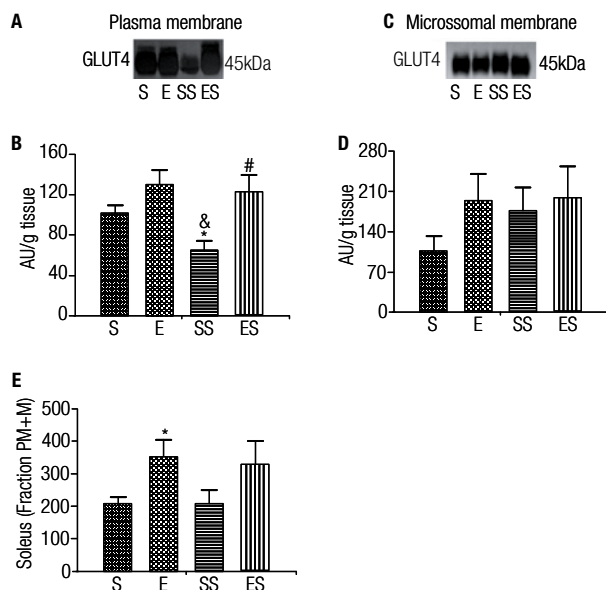 A Plasma membrane
GLUT4 45kDa
S E SS ES
C Microssomal membrane
GLUT4 45kDa
S E SS ES
B
AU/g tissue
160
120
80
40
0
&
*
#
S E SS ES
D
AU/g tissue
280
210
140
70
0
S E SS ES
E
Soleus (Fraction PM+M)
500
400
300
200
100
0
*
S E SS ES